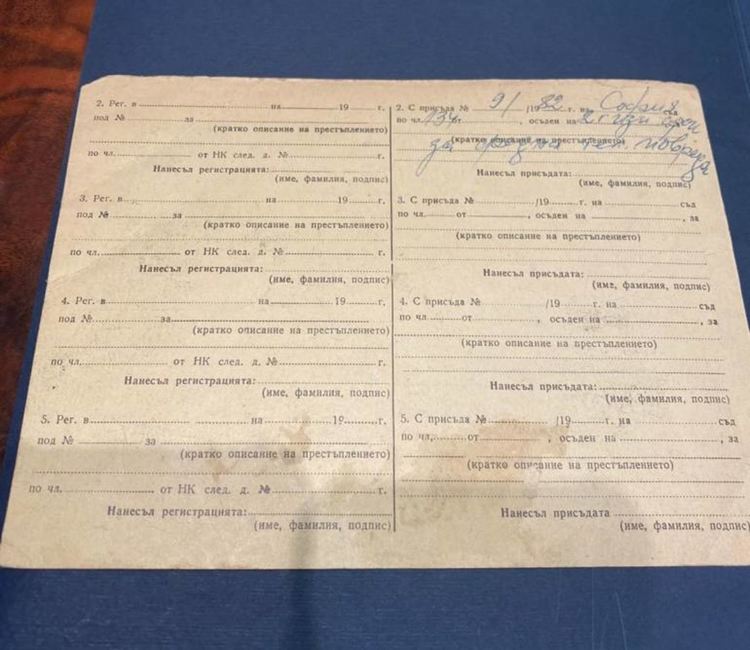 2. Рег. в на 19 г.
под № за
(кратко описание на престъплението)
по чл. от НК след. д. № г.
Нанесъл регистрацията:
(име, фамилия, подпис)
3. Рег. в на 19 г.
под № за
(кратко описание на престъплението)
по чл. от НК след. д. № г.
Нанесъл регистрацията:
(име, фамилия, подпис)
4. Рег. в на 19 г.
под № за
(кратко описание на престъплението)
по чл. от НК след. д. № г.
Нанесъл регистрацията:
(име, фамилия, подпис)
5. Рег. в на 19 г.
под № за
(кратко описание на престъплението)
по чл. от НК след. д. № г.
Нанесъл регистрацията:
(име, фамилия, подпис)
2. С присъда № 9/ /1982 г. на София съд
по чл. осъден на 2
(кратко описание на престъплението)
за средна тел. повреда
Нанесъл присъдата:
(име, фамилия, подпис)
3. С присъда № /19 г. на съд
по чл. от , осъден на , за
(кратко описание на престъплението)
Нанесъл присъдата:
(име, фамилия, подпис)
4. С присъда № /19 г. на съд
по чл. от , осъден на , за
(кратко описание на престъплението)
Нанесъл присъдата:
(име, фамилия, подпис)
5. С присъда № /19 г. на съд
по чл. от , осъден на , за
(кратко описание на престъплението)
Нанесъл присъдата
(име, фамилия, подпис)